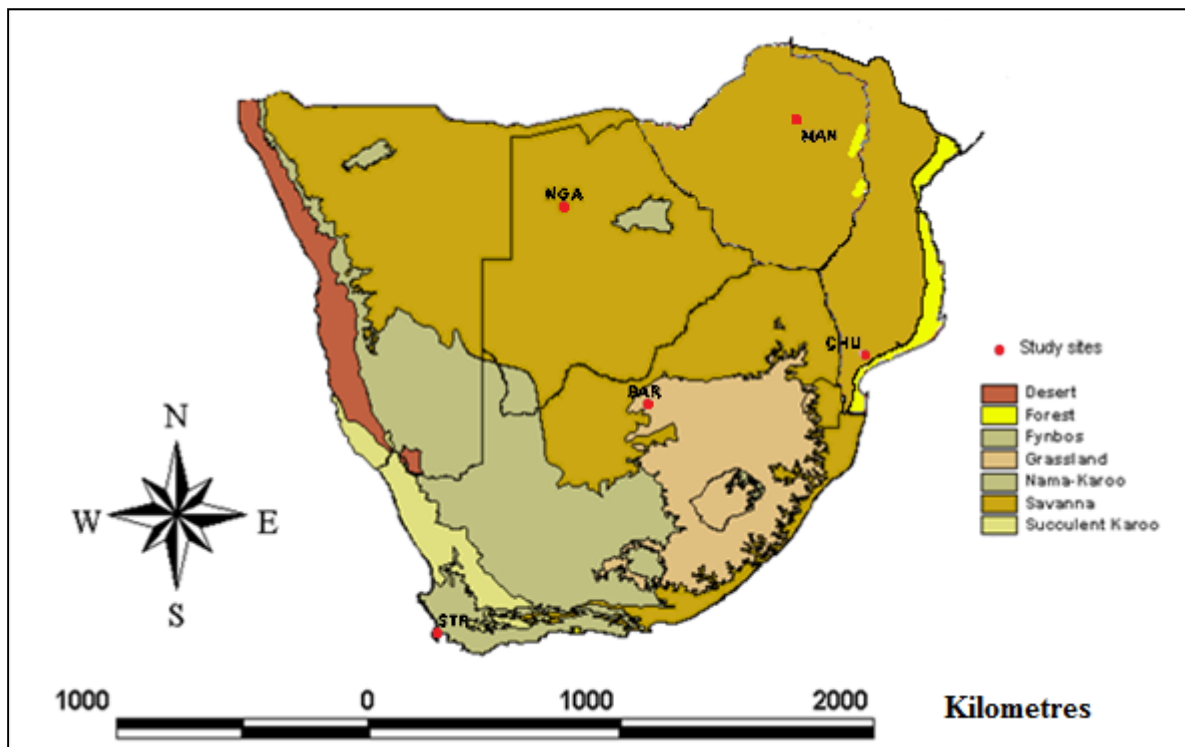 MAN
NGA
CHU
BAR
STR
Study sites
Desert
Forest
Fynbos
Grassland
Nama-Karoo
Savanna
Succulent Karoo
N
W E
S
1000 0 1000 2000 Kilometres